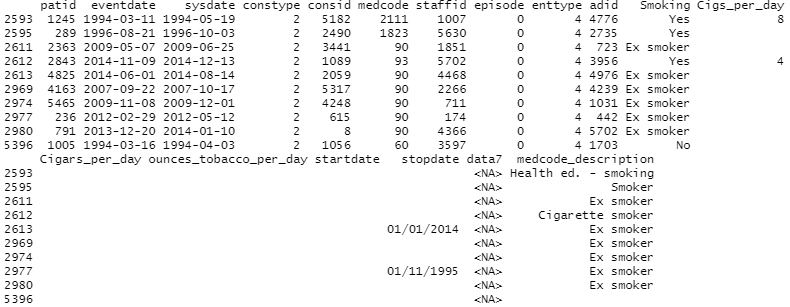 patid eventdate sysdate constype consid medcode staffid episode enttype adid Smoking Cigs_per_day
2593 1245 1994-03-11 1994-05-19 2 5182 2111 1007 0 4 4776 Yes 8
2595 289 1996-08-21 1996-10-03 2 2490 1823 5630 0 4 2735 Yes
2611 2363 2009-05-07 2009-06-25 2 3441 90 1851 0 4 723 Ex smoker
2612 2843 2014-11-09 2014-12-13 2 1089 93 5702 0 4 3956 Yes 4
2613 4825 2014-06-01 2014-08-14 2 2059 90 4468 0 4 4976 Ex smoker
2969 4163 2007-09-22 2007-10-17 2 5317 90 2266 0 4 4239 Ex smoker
2974 5465 2009-11-08 2009-12-01 2 4248 90 711 0 4 1031 Ex smoker
2977 236 2012-02-29 2012-05-12 2 615 90 174 0 4 442 Ex smoker
2980 791 2013-12-20 2014-01-10 2 8 90 4366 0 4 5702 Ex smoker
5396 1005 1994-03-16 1994-04-03 2 1056 60 3597 0 4 1703 No
Cigars_per_day ounces_tobacco_per_day startdate stopdate data7 medcode_description
2593 <NA> Health ed. - smoking
2595 <NA> Smoker
2611 <NA> Ex smoker
2612 <NA> Cigarette smoker
2613 01/01/2014 <NA> Ex smoker
2969 <NA> Ex smoker
2974 <NA> Ex smoker
2977 01/11/1995 <NA> Ex smoker
2980 <NA> Ex smoker
5396 <NA>